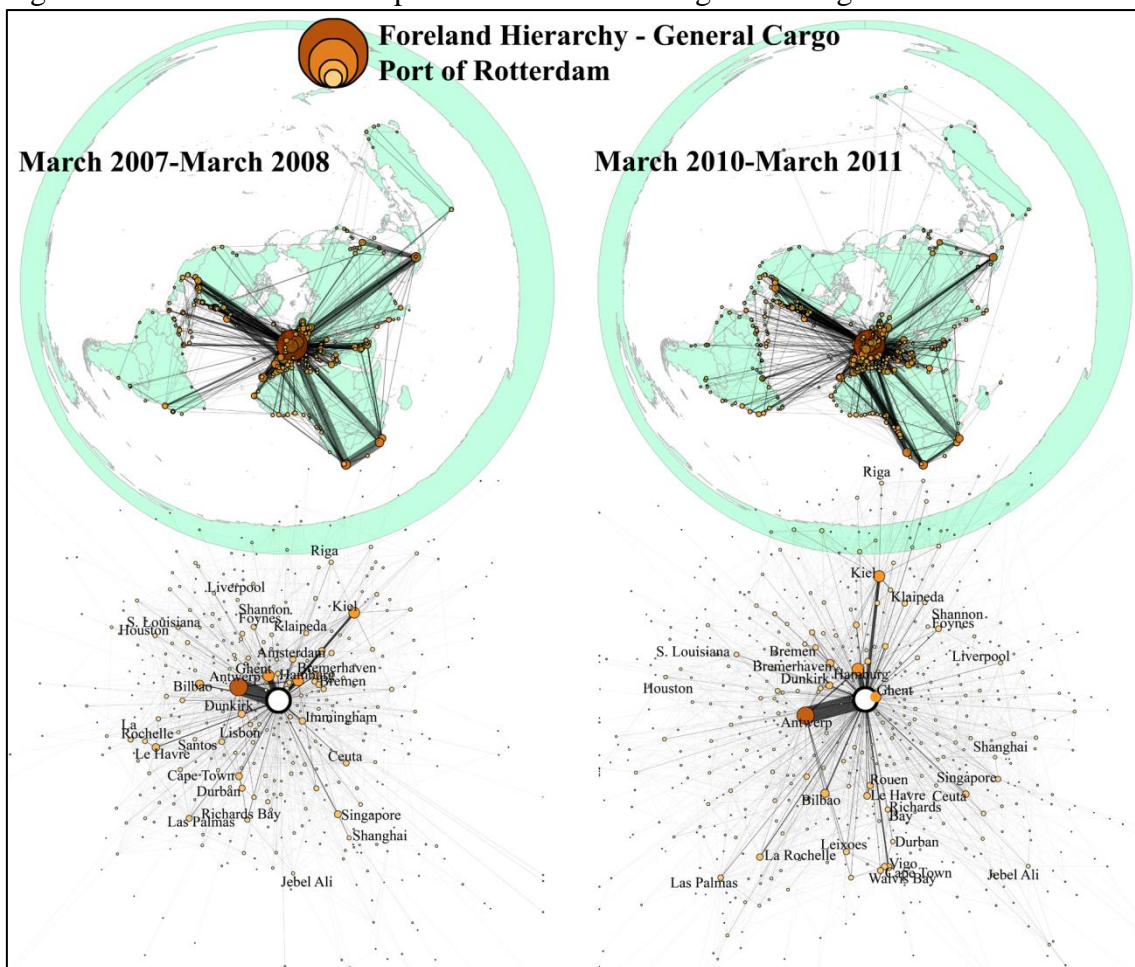 Foreland Hierarchy - General Cargo
Port of Rotterdam
March 2007-March 2008
March 2010-March 2011
Riga
Liverpool
Kiel
Shannon
Foynes
S. Louisiana
Houston
Klaipeda
Amsterdam
Ghent
Bremerhaven
Hamburg
Antwerp
Bremen
Bilbao
Dunkirk
Immingham
La
Rochelle
Lisbon
Santos
Le Havre
Ceuta
Cape Town
Durban
Richards Bay
Las Palmas
Singapore
Shanghai
Jebel Ali
Riga
Kiel
Klaipeda
Shannon
Foynes
S. Louisiana
Bremen
Liverpool
Bremerhaven
Hamburg
Dunkirk
Houston
Ghent
Antwerp
Shanghai
Rouen
Singapore
Bilbao
Le Havre
Ceuta
Richards
Bay
Leixoes
Durban
La Rochelle
Vigo
Cape Town
Walvis Bay
Las Palmas
Jebel Ali